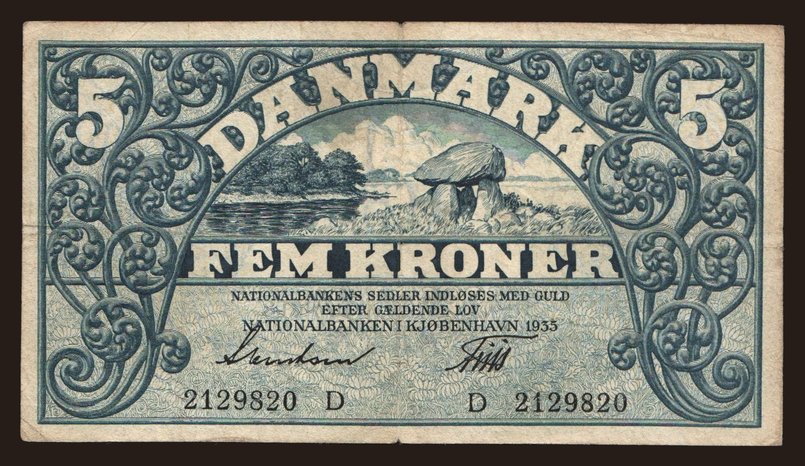 5 DANMARK 5
FEM KRONER
NATIONALBANKENS SEDLER INDLØSES MED GULD
EFTER GÆLDENDE LOV
NATIONALBANKEN I KJØBENHAVN 1935
2129820 D D 2129820